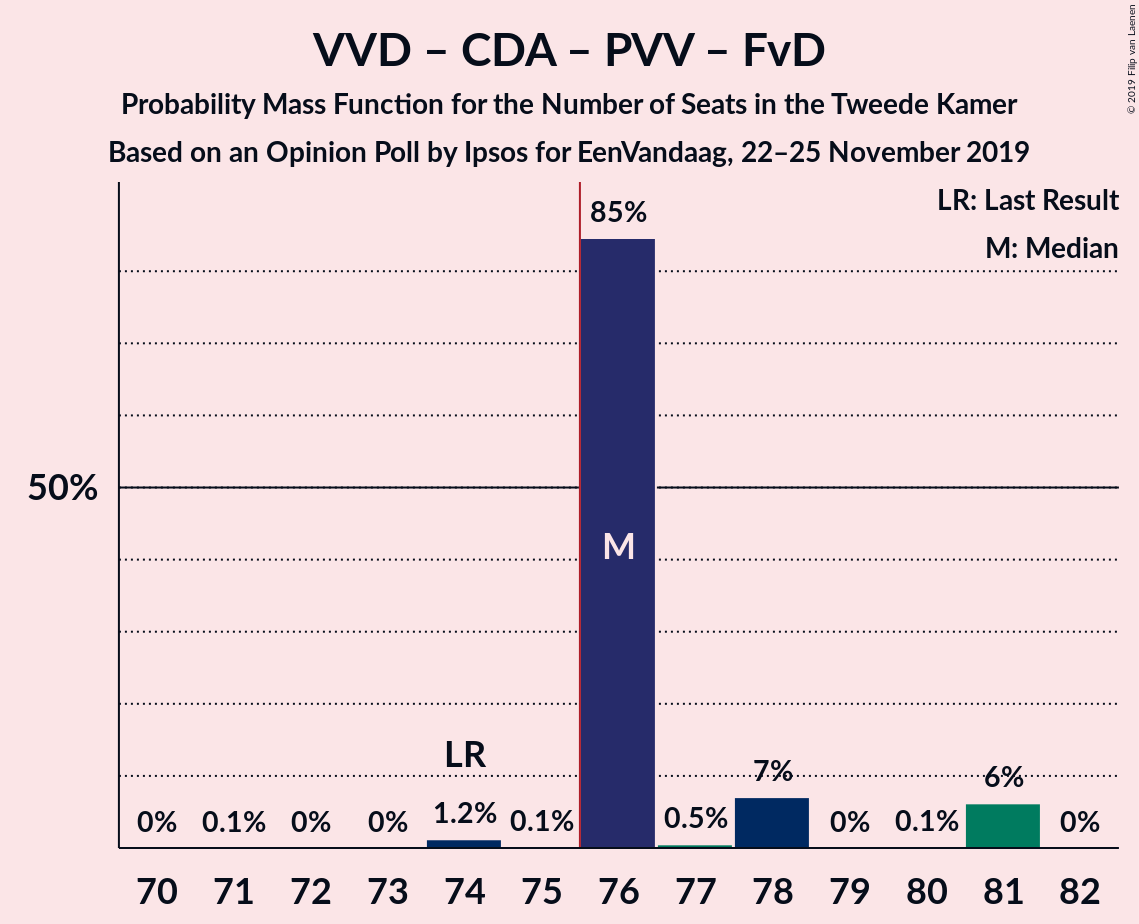 VVD – CDA – PVV – FvD
Probability Mass Function for the Number of Seats in the Tweede Kamer
Based on an Opinion Poll by Ipsos for EenVandaag, 22–25 November 2019
© 2019 Filip van Laenen
LR: Last Result
M: Median
85%
50%
M
LR
0% 0.1% 0% 0% 1.2% 0.1% 0.5% 7% 0% 0.1% 6% 0%
70 71 72 73 74 75 76 77 78 79 80 81 82